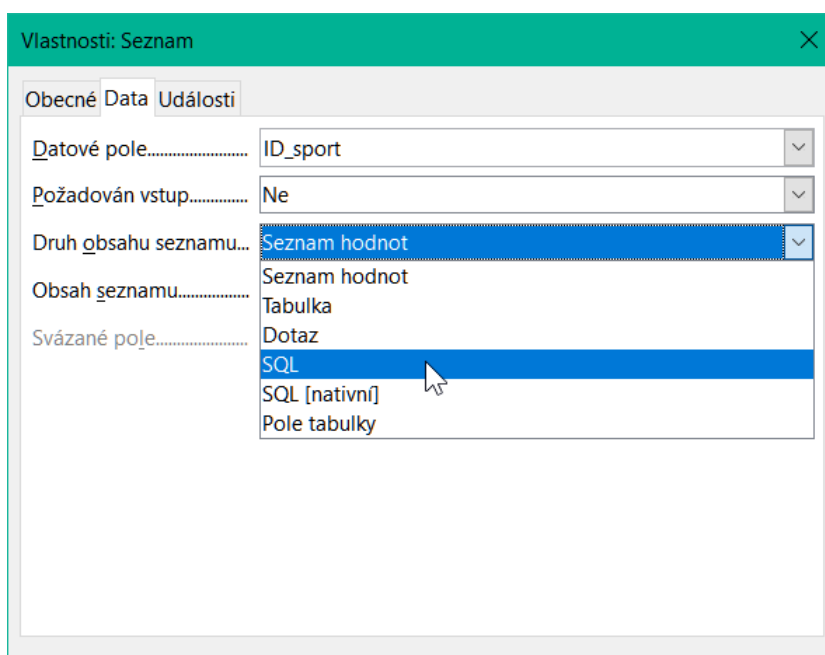 Vlastnosti: Seznam
Obecné Data Události
Datové pole........................ ID_sport
Požadován vstup.............. Ne
Druh obsahu seznamu... Seznam hodnot
Seznam hodnot
Obsah seznamu.................
Tabulka
Svázané pole......................
Dotaz
SQL
SQL [nativní]
Pole tabulky